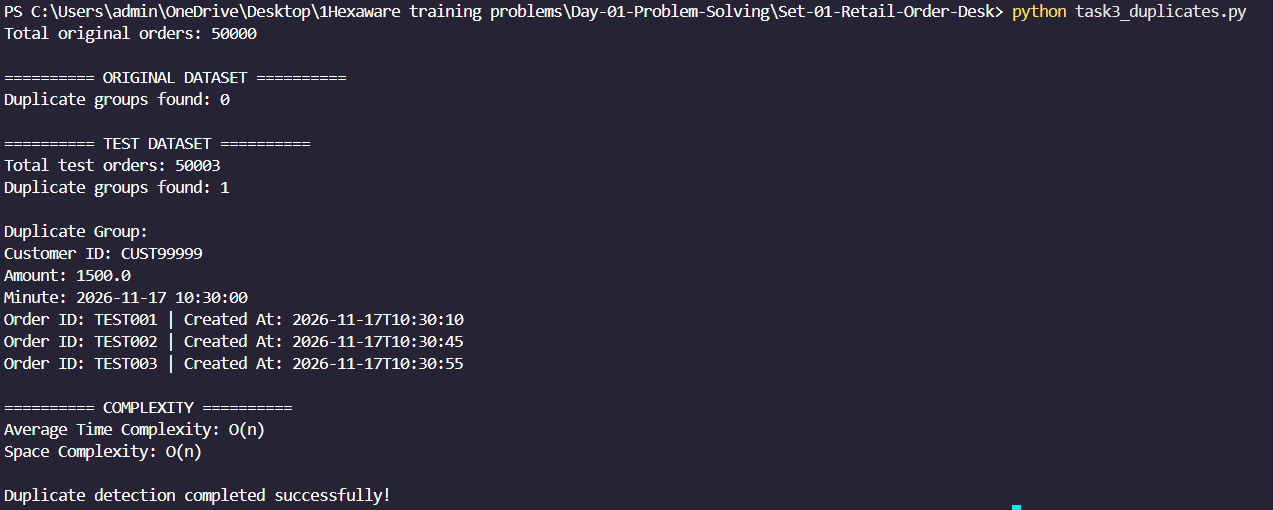 PS C:\Users\admin\OneDrive\Desktop\1Hexaware training problems\Day-01-Problem-Solving\Set-01-Retail-Order-Desk> python task3_duplicates.py
Total original orders: 50000
========== ORIGINAL DATASET ==========
Duplicate groups found: 0
========== TEST DATASET ==========
Total test orders: 50003
Duplicate groups found: 1
Duplicate Group:
Customer ID: CUST99999
Amount: 1500.0
Minute: 2026-11-17 10:30:00
Order ID: TEST001 | Created At: 2026-11-17T10:30:10
Order ID: TEST002 | Created At: 2026-11-17T10:30:45
Order ID: TEST003 | Created At: 2026-11-17T10:30:55
========== COMPLEXITY ==========
Average Time Complexity: O(n)
Space Complexity: O(n)
Duplicate detection completed successfully!